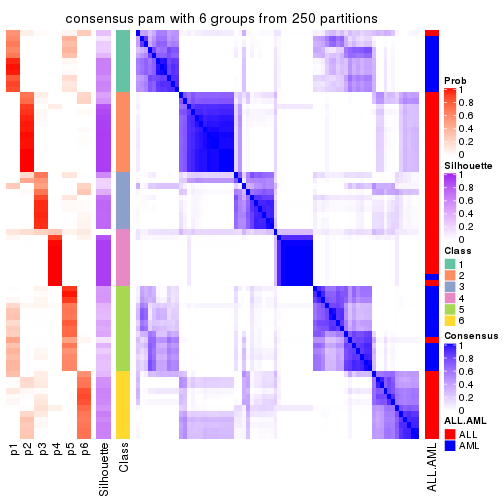 consensus pam with 6 groups from 250 partitions
Prob
1
0.8
0.6
0.4
0.2
0
Silhouette
1
0.8
0.6
0.4
0.2
0
Class
1
2
3
4
5
6
Consensus
1
0.8
0.6
0.4
0.2
0
ALL.AML
ALL
AML
p1
p2
p3
p4
p5
p6
Silhouette
Class
ALL.AML